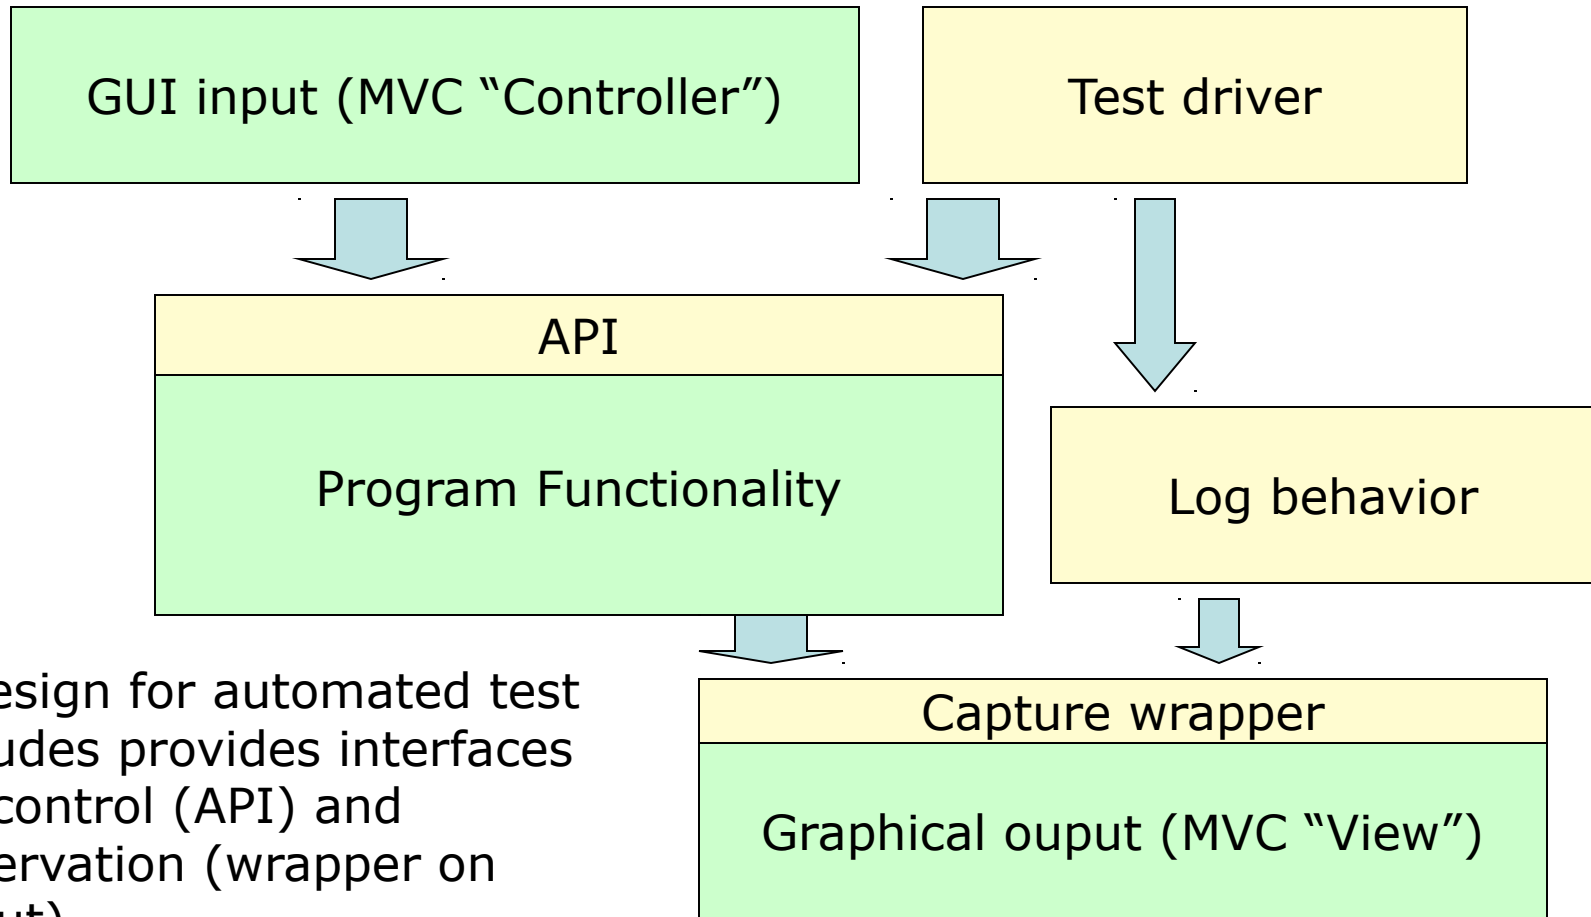 GUI input (MVC “Controller”)
Test driver
API
Program Functionality
Log behavior
esign for automated test
udes provides interfaces
control (API) and
ervation (wrapper on
Capture wrapper
Graphical ouput (MVC “View”)